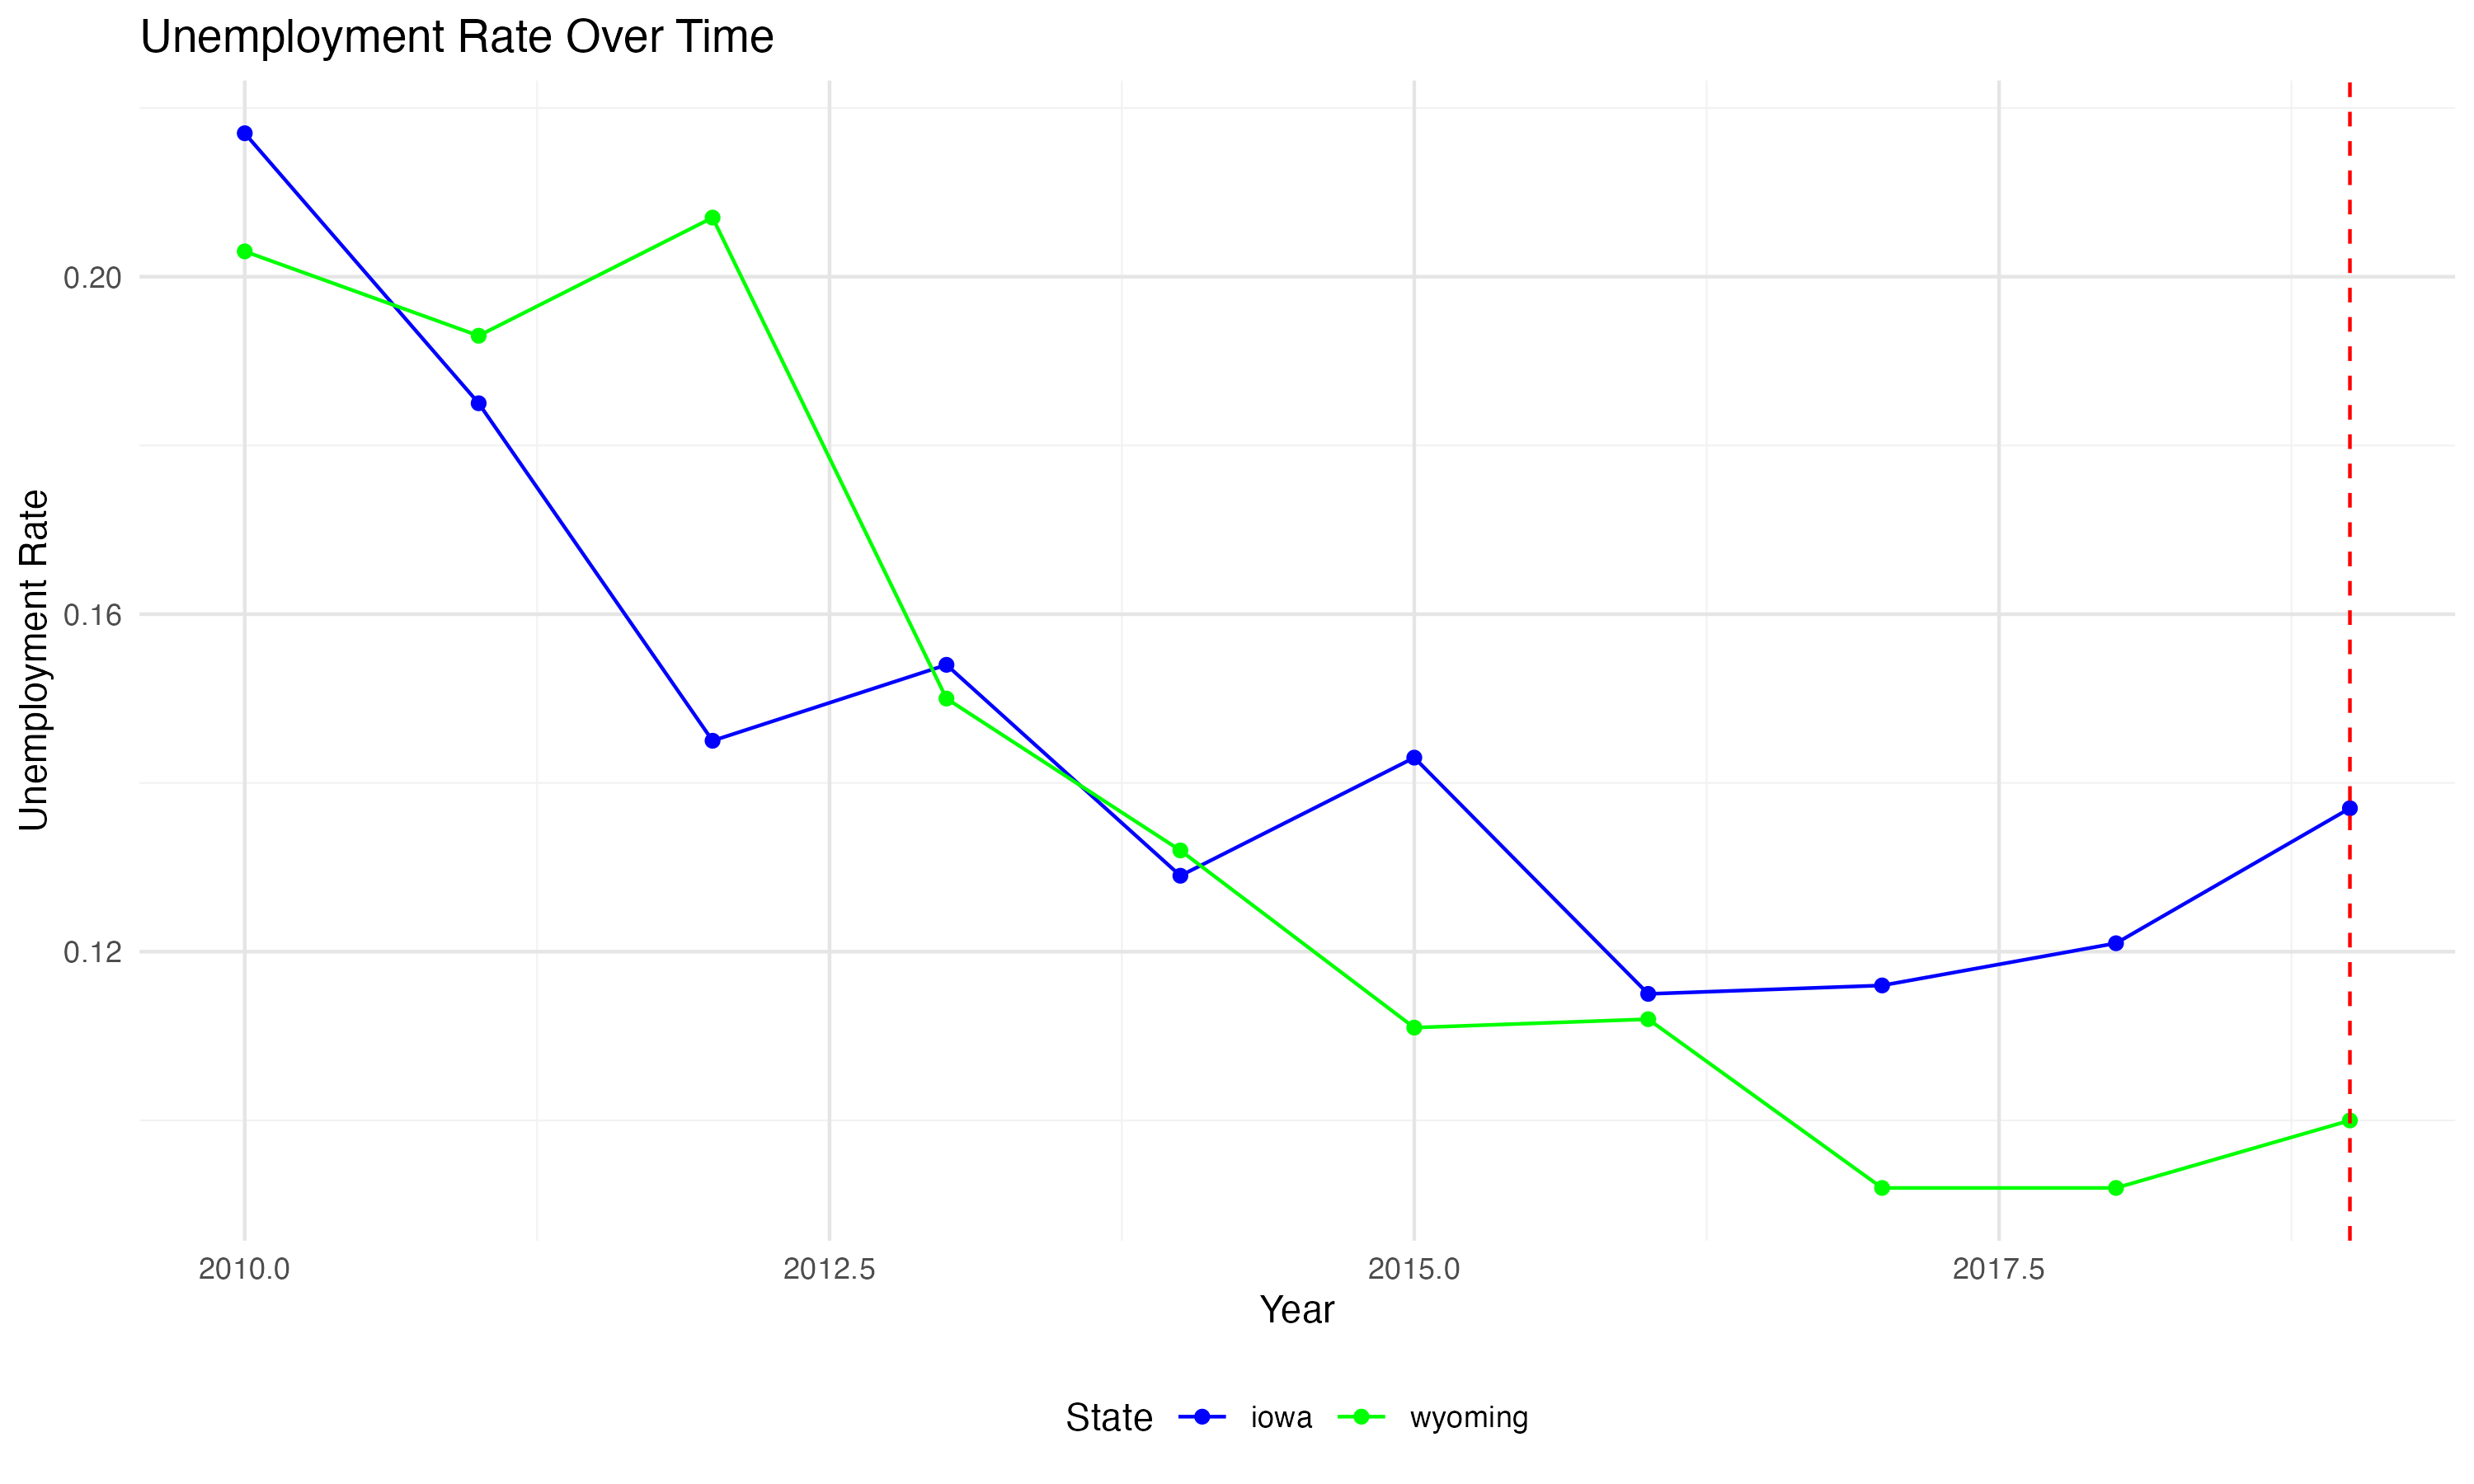 Unemployment Rate Over Time
Unemployment Rate
0.20
0.16
0.12
2010.0 2012.5 2015.0 2017.5
Year
State iowa wyoming